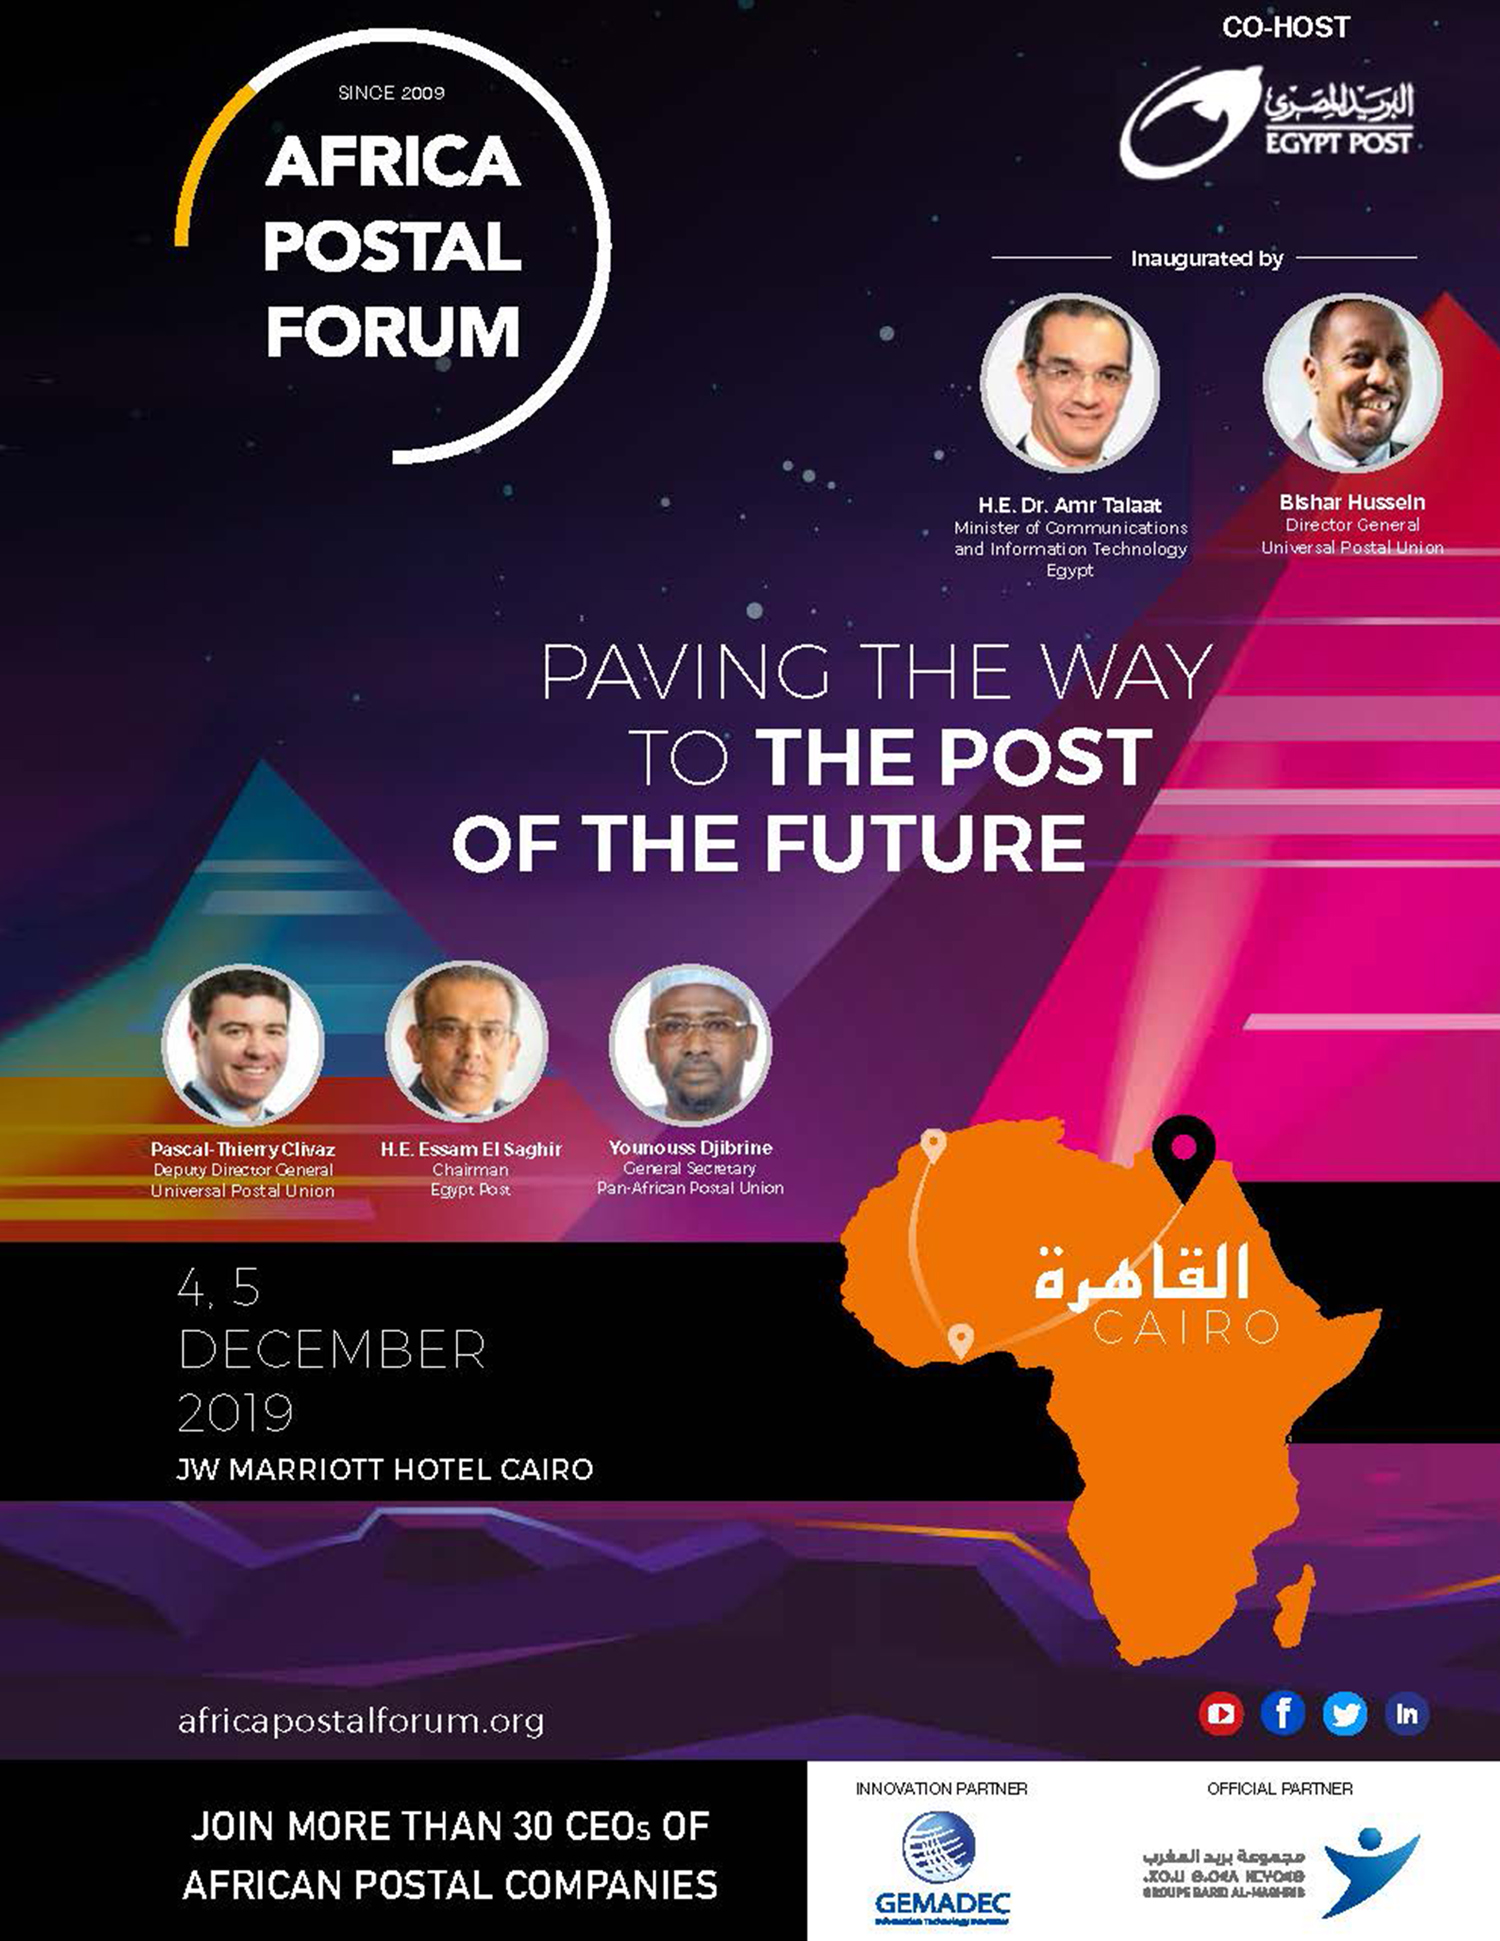 SINCE 2009
AFRICA
POSTAL
FORUM
CO-HOST
البريد المصرى
EGYPT POST
Inaugurated by
H.E. Dr. Amr Talaat
Minister of Communications
and Information Technology
Egypt
Bishar Hussein
Director General
Universal Postal Union
PAVING THE WAY
TO THE POST
OF THE FUTURE
Pascal-Thierry Clivaz
Deputy Director General
Universal Postal Union
H.E. Essam El Saghir
Chairman
Egypt Post
Younouss Djibrine
General Secretary
Pan-African Postal Union
4, 5
DECEMBER
2019
JW MARRIOTT HOTEL CAIRO
القاهرة
CAIRO
africapostalforum.org
f
in
JOIN MORE THAN 30 CEOs OF
AFRICAN POSTAL COMPANIES
INNOVATION PARTNER
GEMADEC
Information Technology
OFFICIAL PARTNER
مجموعة بريد المغرب
GROUPE BARID AL-MAGHRIB